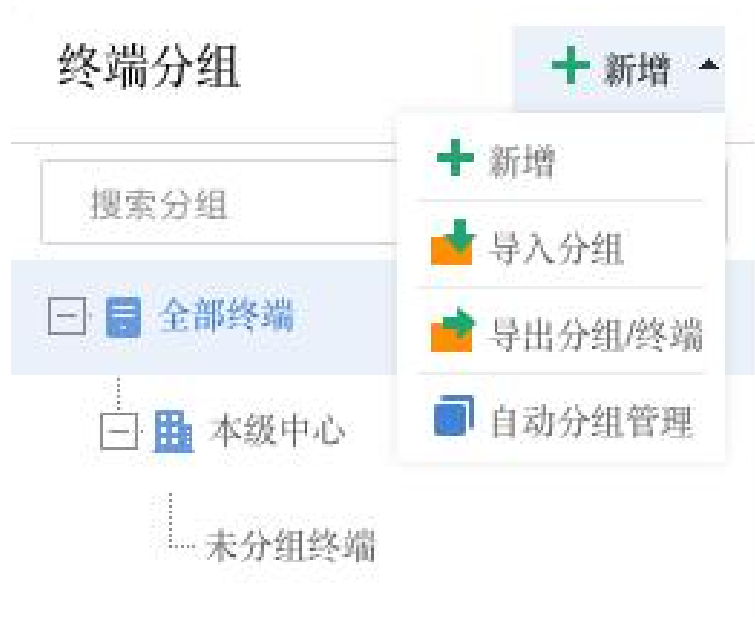 终端分组
新增
新增
搜索分组
导入分组
全部终端
导出分组/终端
本级中心
自动分组管理
未分组终端